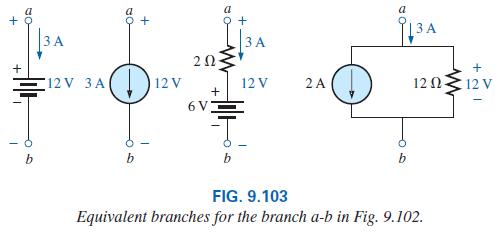 a a a a
+ + +
3 A 3 A 3 A
+ 2 Ω +
12 V 3 A 12 V 12 V 2 A 12 Ω 12 V
+
6 V
− − −
− − −
b b b b
FIG. 9.103
Equivalent branches for the branch a-b in Fig. 9.102.